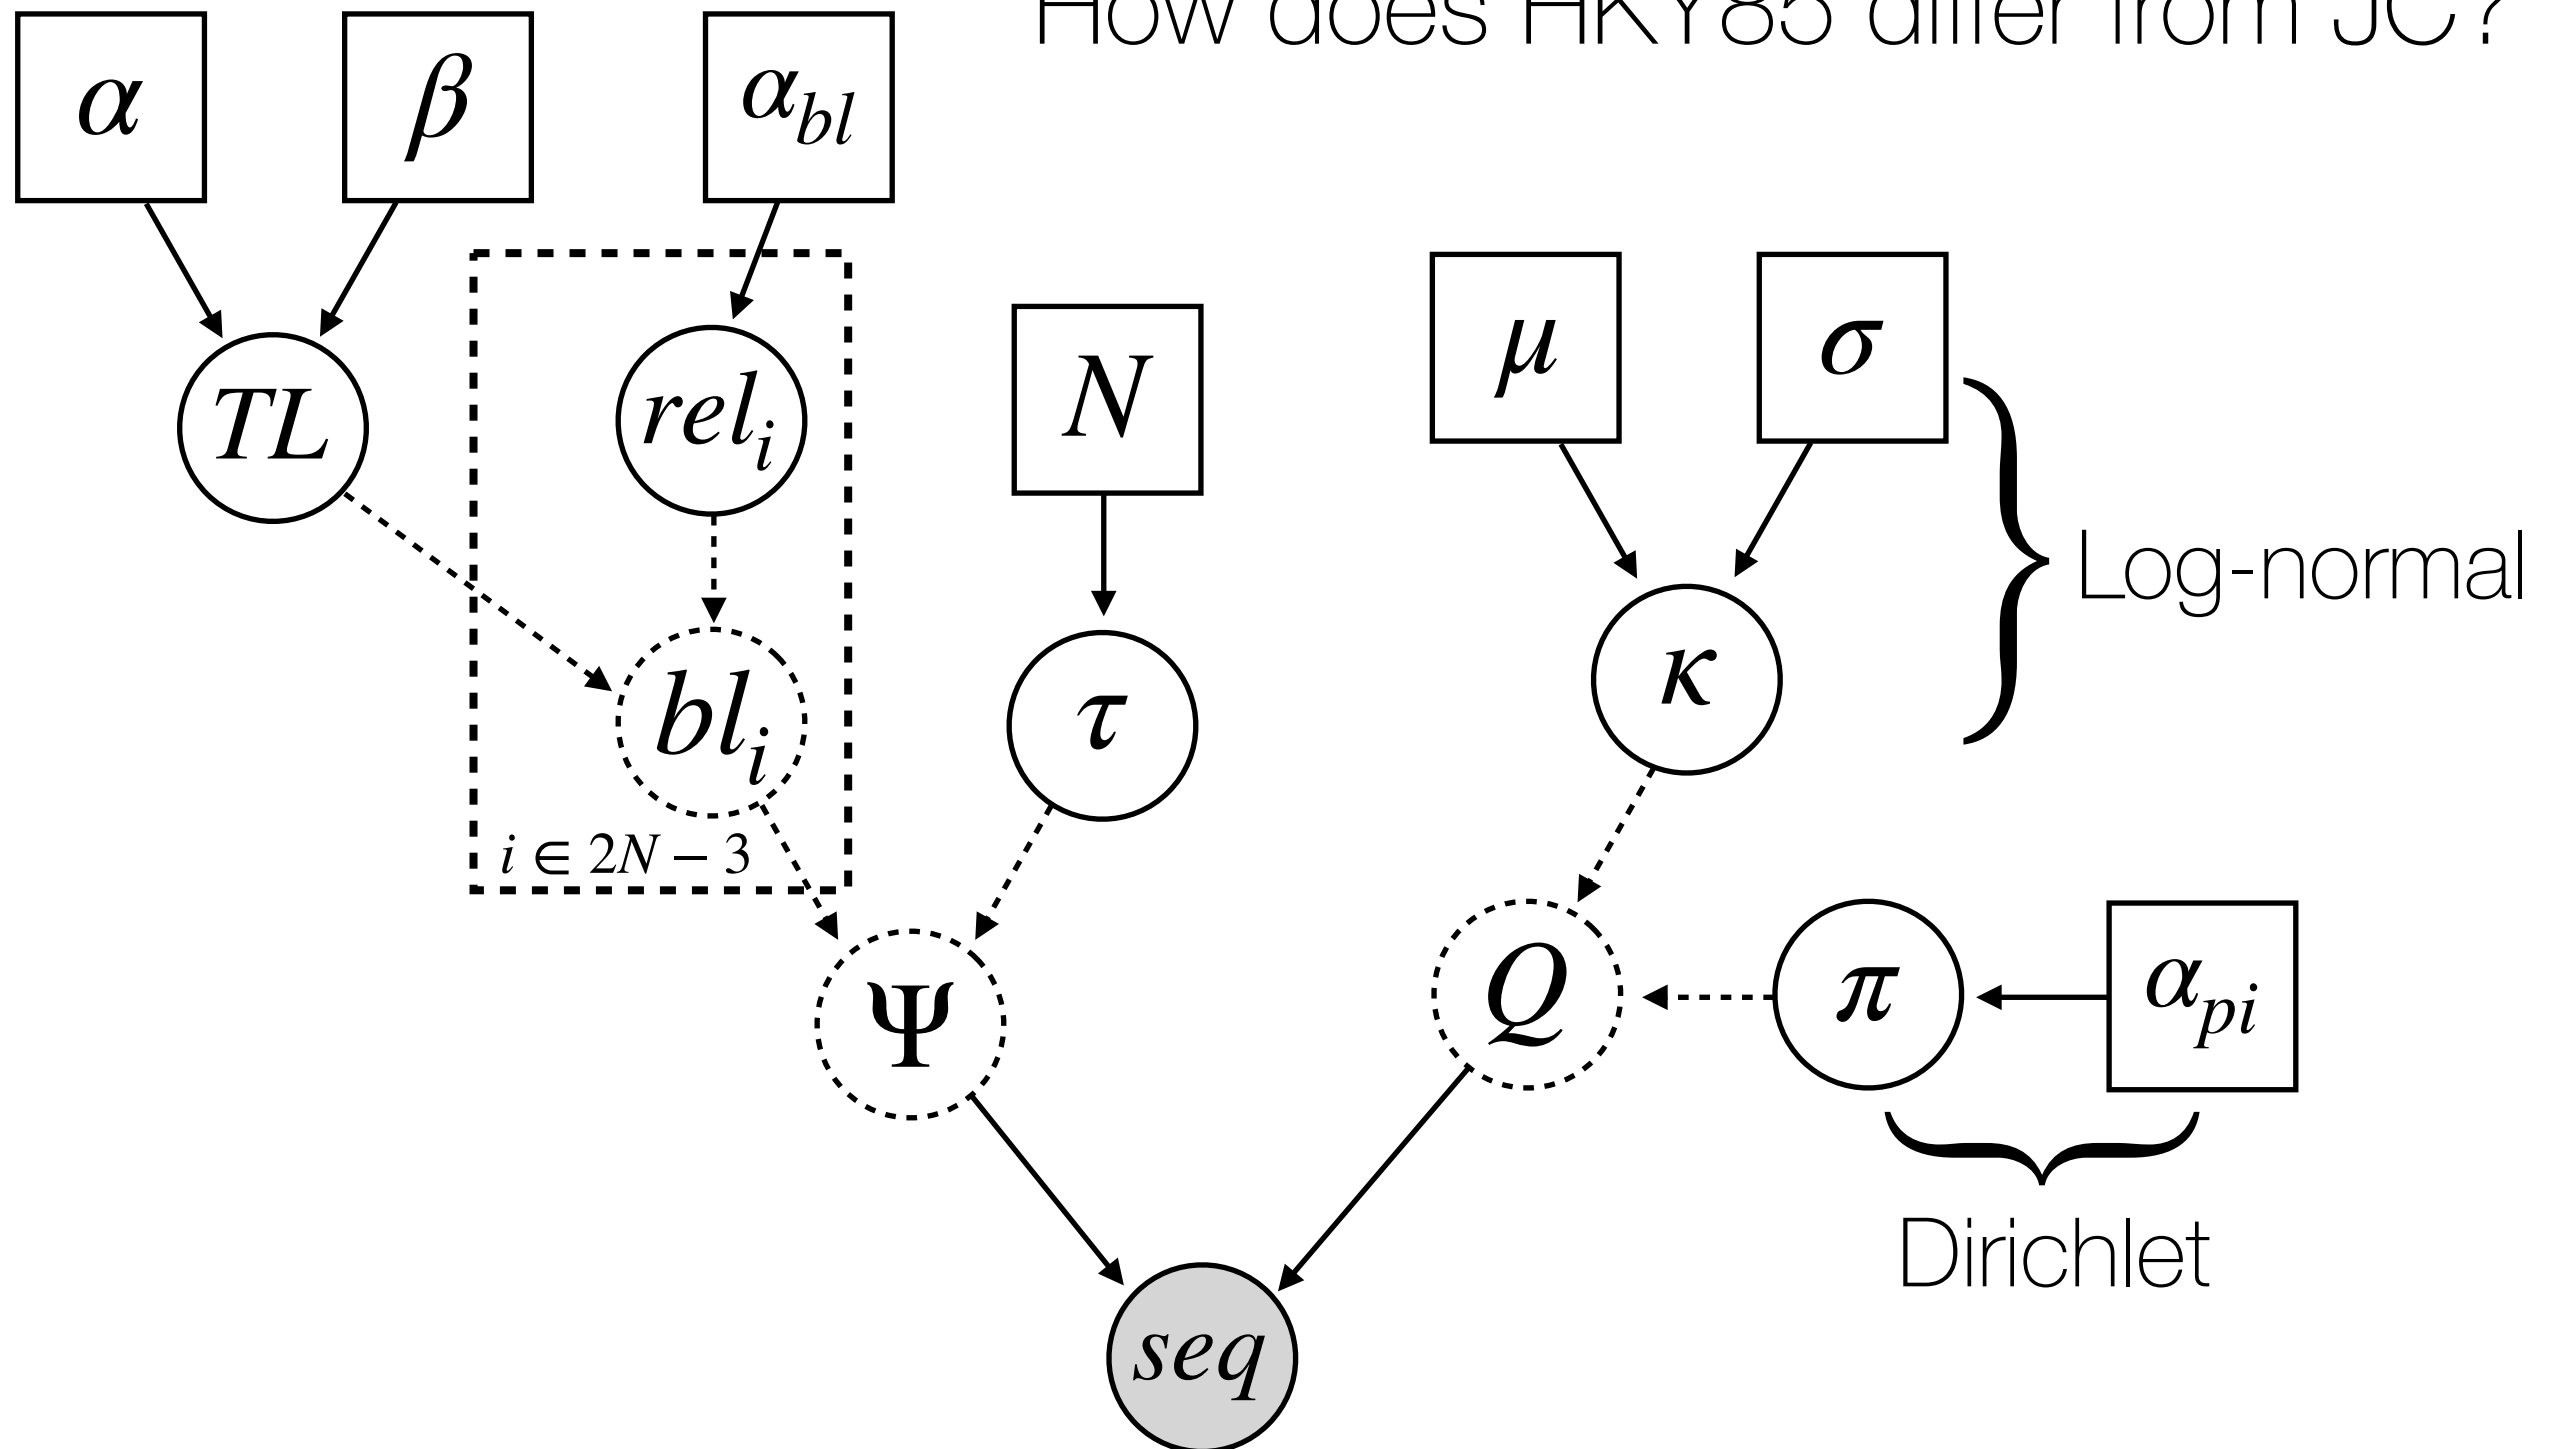 How does HKY85 differ from JC?
α
β
α_bl
μ
σ
N
TL
rel_i
Log-normal
κ
bl_i
τ
i ∈ 2N − 3
Q
π
α_pi
Ψ
Dirichlet
seq